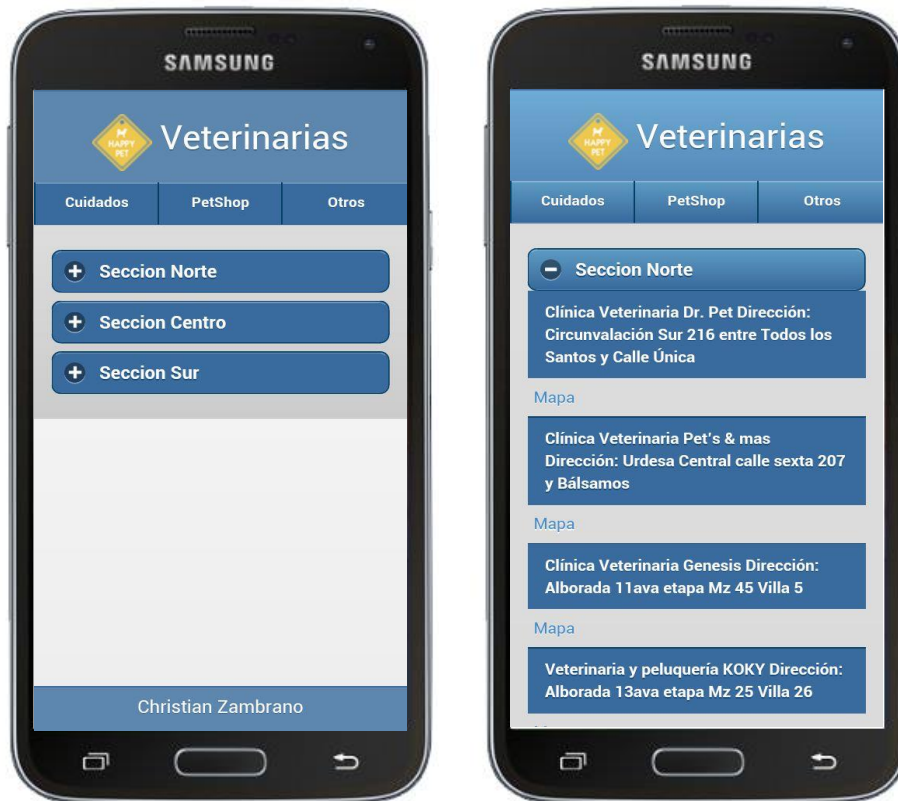 SAMSUNG
HAPPY
PET
Veterinarias
Cuidados
PetShop
Otros
Seccion Norte
Seccion Centro
Seccion Sur
Christian Zambrano
SAMSUNG
HAPPY
PET
Veterinarias
Cuidados
PetShop
Otros
Seccion Norte
Clínica Veterinaria Dr. Pet Dirección:
Circunvalación Sur 216 entre Todos los
Santos y Calle Única
Mapa
Clínica Veterinaria Pet's & mas
Dirección: Urdesa Central calle sexta 207
y Bálsamos
Mapa
Clínica Veterinaria Genesis Dirección:
Alborada 11ava etapa Mz 45 Villa 5
Mapa
Veterinaria y peluquería KOKY Dirección:
Alborada 13ava etapa Mz 25 Villa 26